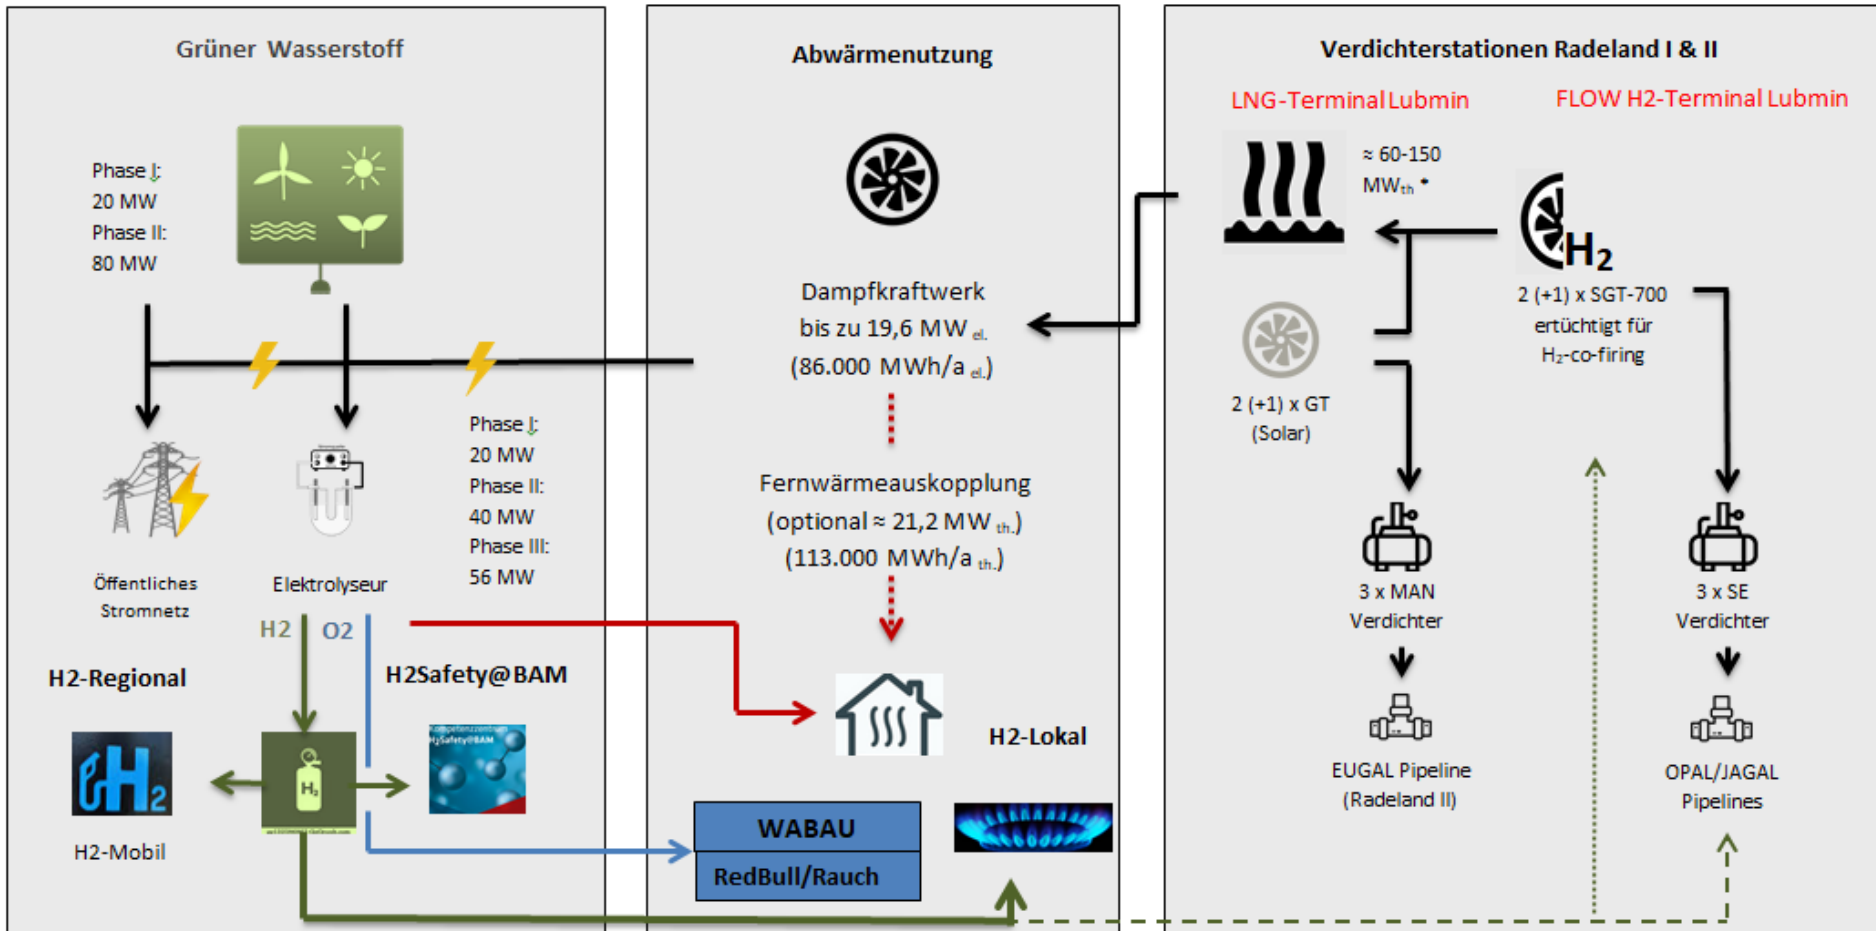 Grüner Wasserstoff
Phase I:
20 MW
Phase II:
80 MW
Phase I:
20 MW
Phase II:
40 MW
Phase III:
56 MW
Öffentliches
Stromnetz
Elektrolyseur
H2
O2
H2-Regional
H2Safety@BAM
Kompetenzzentrum
H2Safety@BAM
H2
H2
H2-Mobil
Abwärmenutzung
Dampfkraftwerk
bis zu 19,6 MW el.
(86.000 MWh/a el.)
Fernwärmeauskopplung
(optional ≈ 21,2 MW th.)
(113.000 MWh/a th.)
H2-Lokal
WABAU
RedBull/Rauch
Verdichterstationen Radeland I & II
LNG-Terminal Lubmin
FLOW H2-Terminal Lubmin
≈ 60-150
MWth *
H2
2 (+1) x SGT-700
ertüchtigt für
H2-co-firing
2 (+1) x GT
(Solar)
3 x MAN
Verdichter
3 x SE
Verdichter
EUGAL Pipeline
(Radeland II)
OPAL/JAGAL
Pipelines